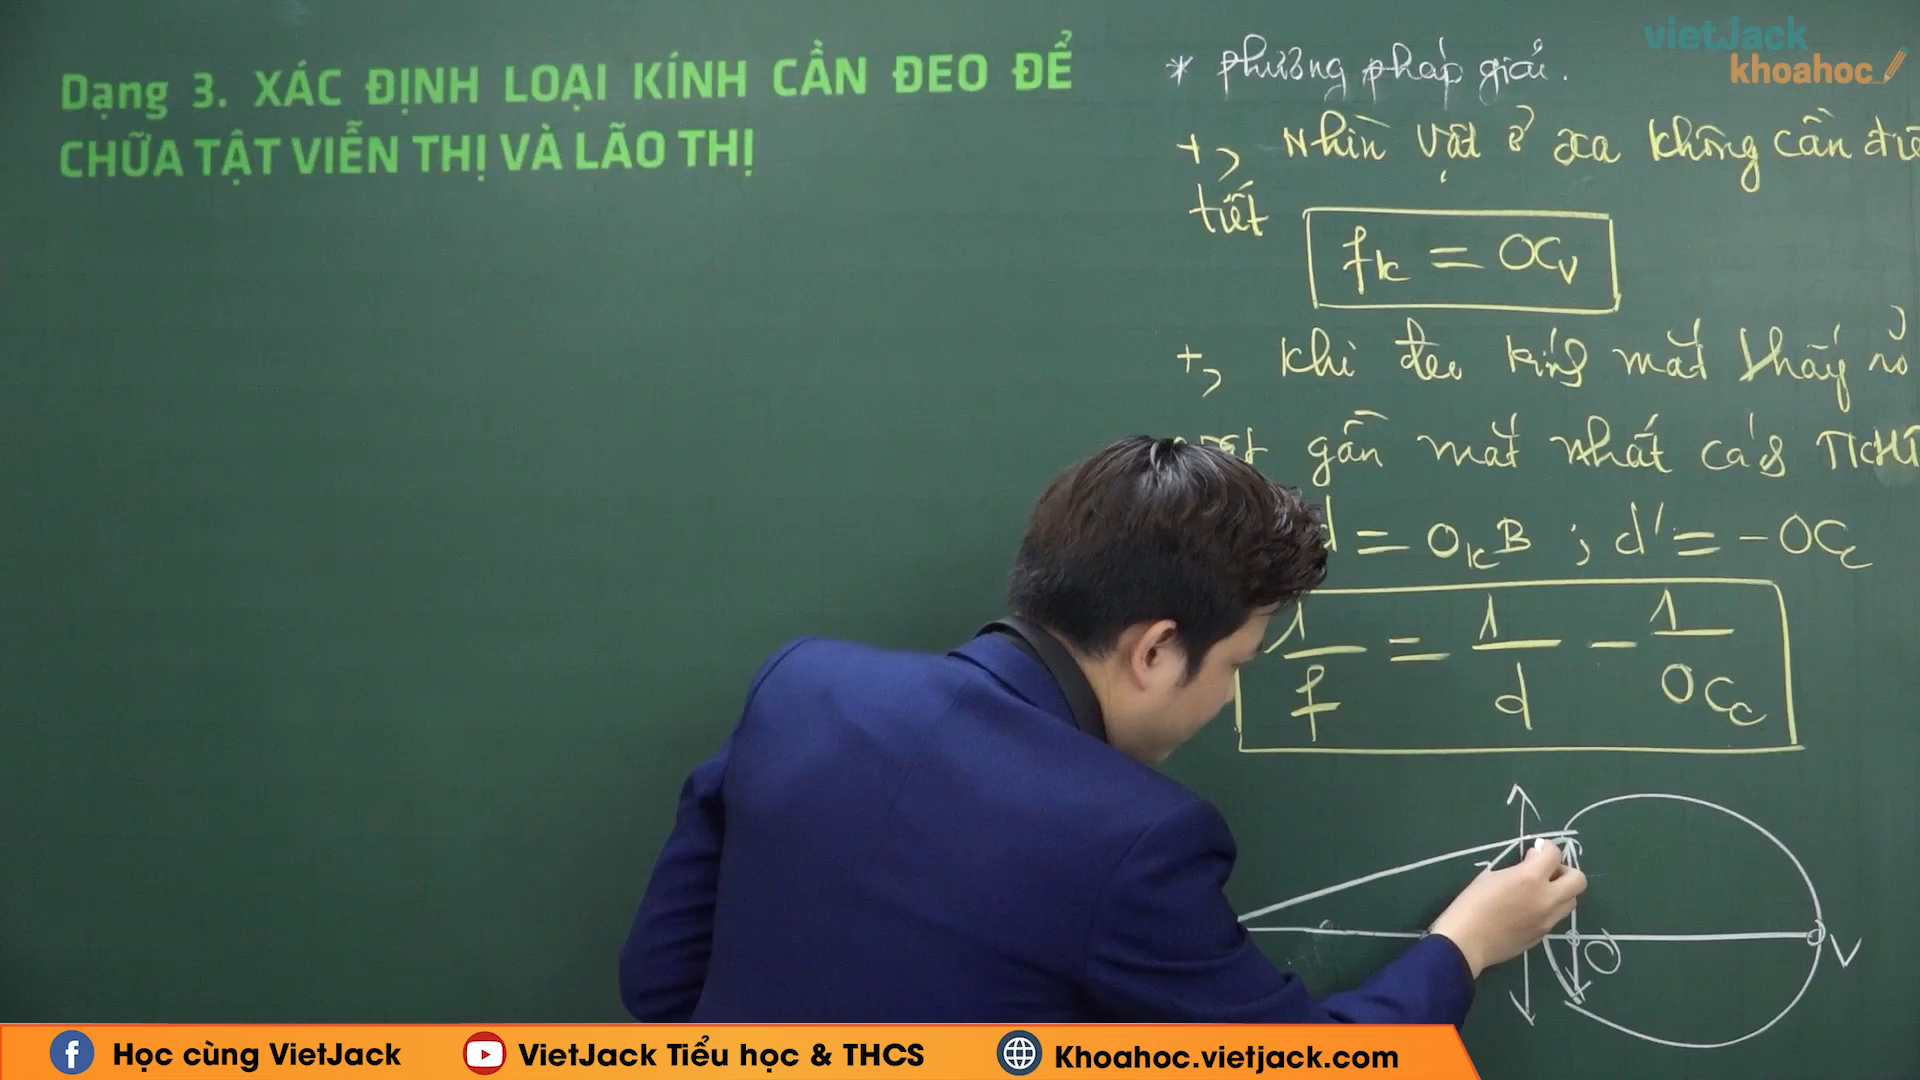 Dạng 3. XÁC ĐỊNH LOẠI KÍNH CẦN ĐEO ĐỂ
CHỮA TẬT VIỄN THỊ VÀ LÃO THỊ
vietJack
khoahoc
* phương pháp giải.
+, Nhìn vật ở xa không cần điề
tiết
fk = OCv
+, Khi đeo kính mắt thấy rõ
gần mắt nhất cách
d = OkB ; d' = -OCc
1/f = 1/d - 1/OCc
O
V
Học cùng VietJack
VietJack Tiểu học & THCS
Khoahoc.vietjack.com